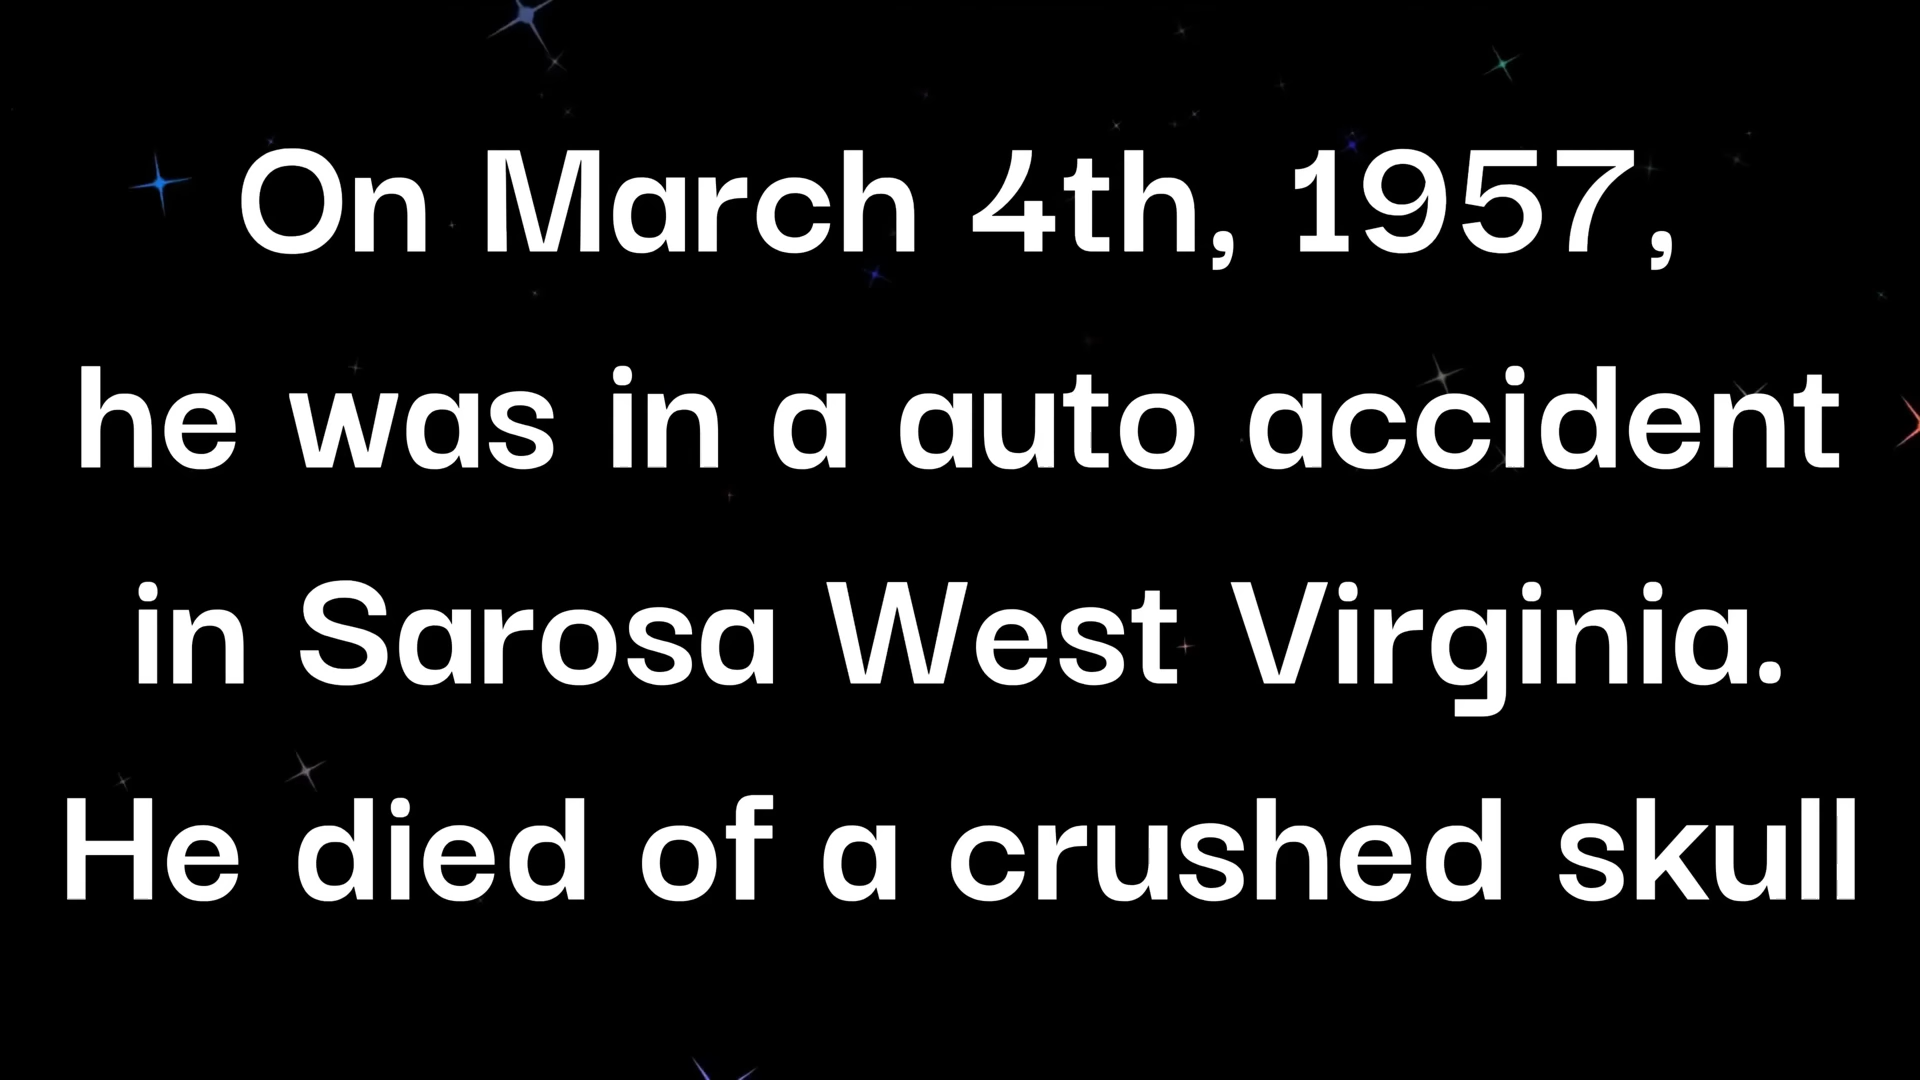 On March 4th, 1957,
he was in a auto accident
in Sarosa West Virginia.
He died of a crushed skull